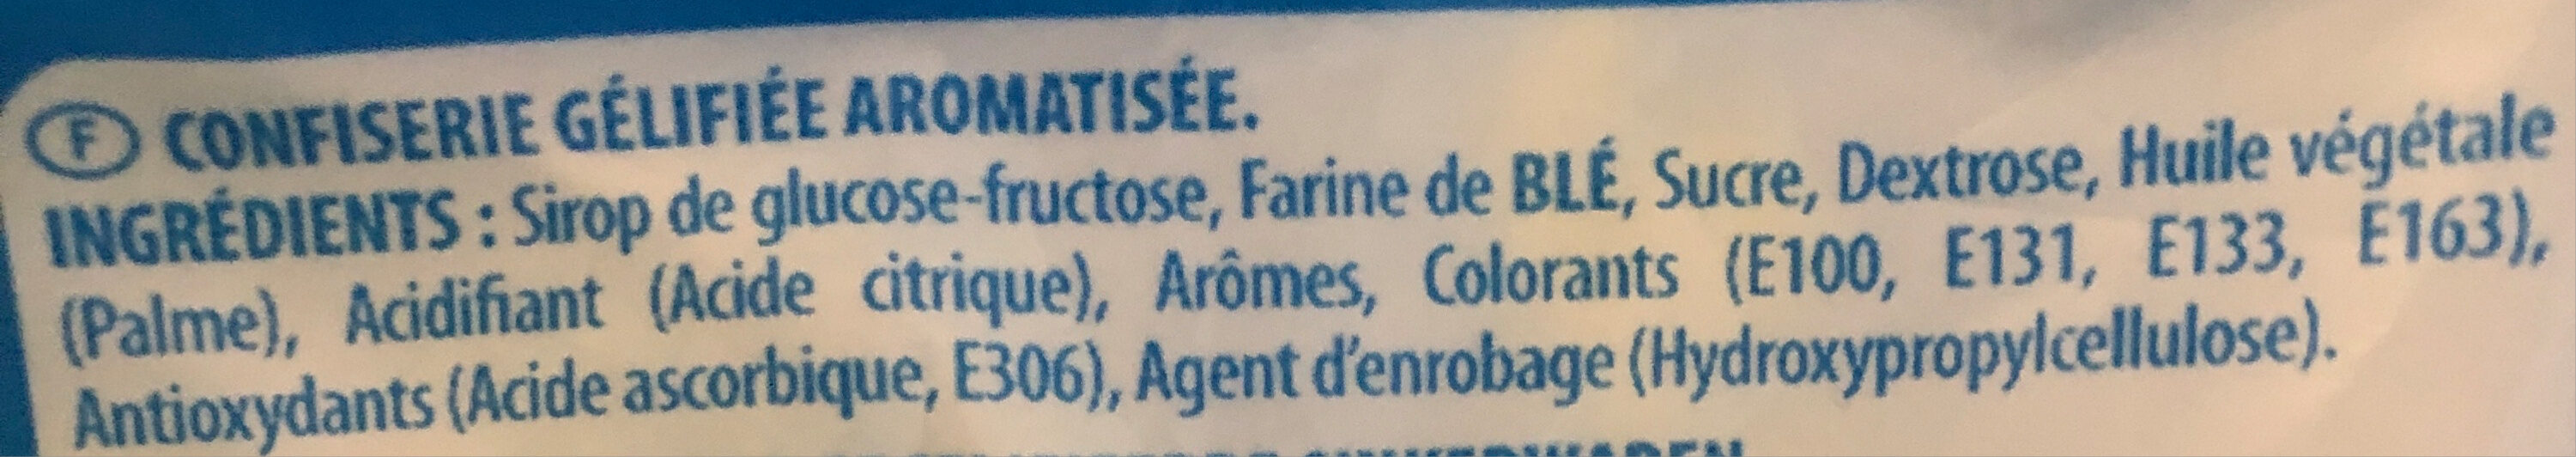 F CONFISERIE GÉLIFIÉE AROMATISÉE.
INGRÉDIENTS : Sirop de glucose-fructose, Farine de BLÉ, Sucre, Dextrose, Huile végétale
(Palme), Acidifiant (Acide citrique), Arômes, Colorants (E100, E131, E133, E163),
Antioxydants (Acide ascorbique, E306), Agent d'enrobage (Hydroxypropylcellulose).